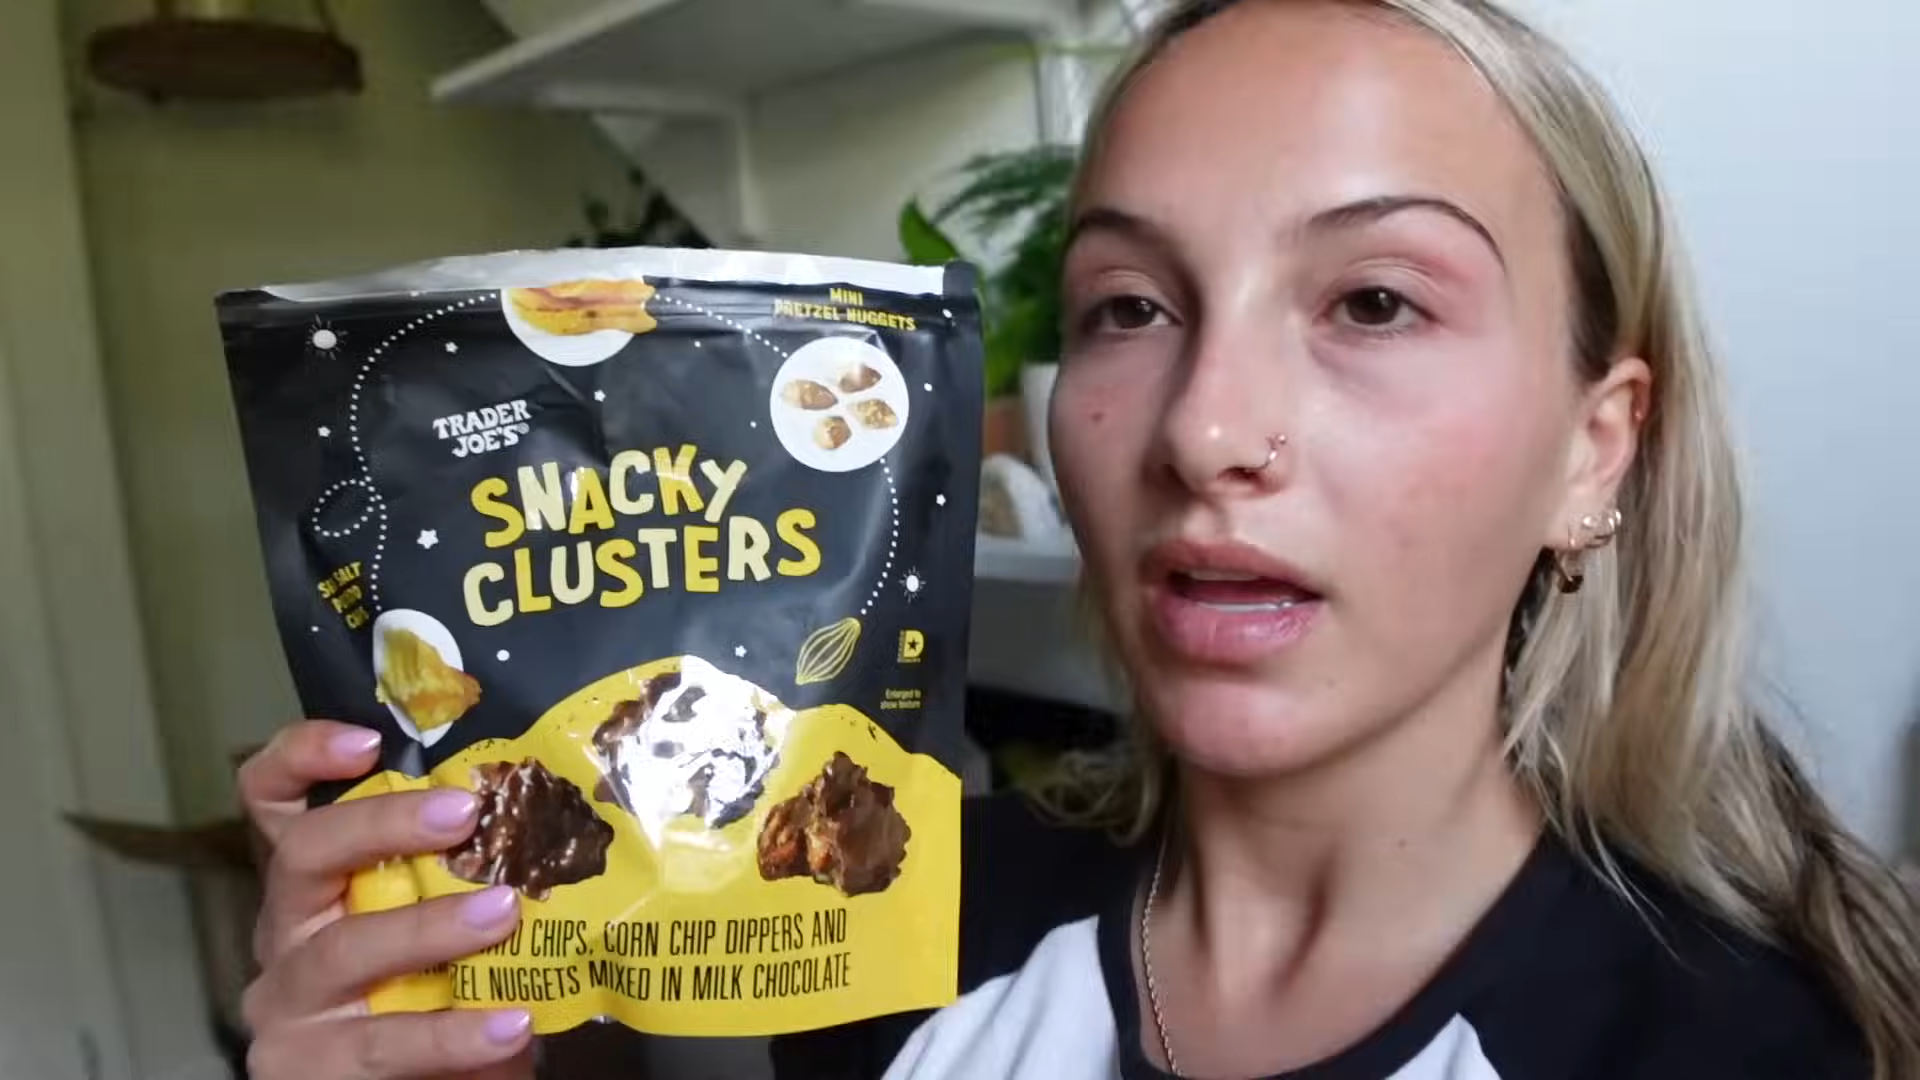 MINI
PRETZEL NUGGETS
TRADER
JOE'S®
SNACKY
CLUSTERS
SALT
D
Enlarged to
show texture
CHIPS, CORN CHIP DIPPERS AND
NUGGETS MIXED IN MILK CHOCOLATE